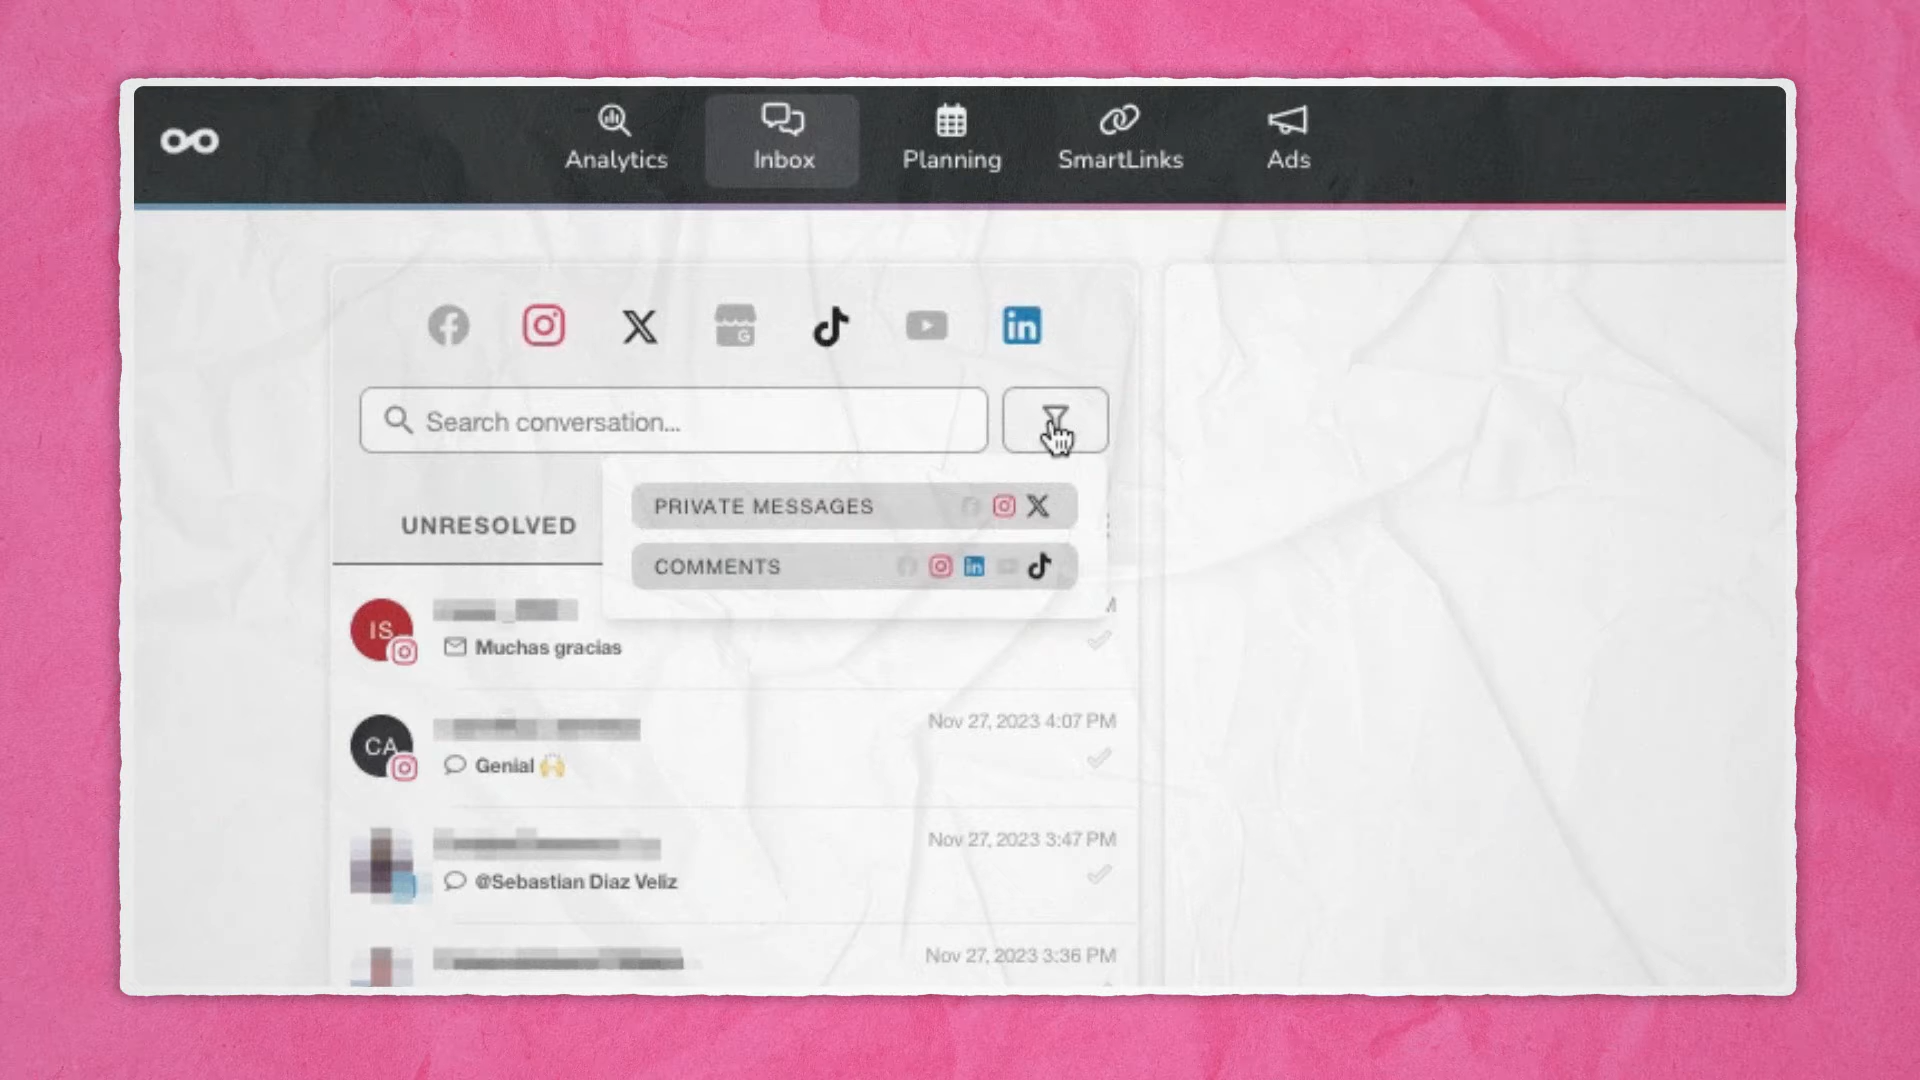 Analytics
Inbox
Planning
SmartLinks
Ads
Search conversation...
PRIVATE MESSAGES
UNRESOLVED
COMMENTS
IS
Muchas gracias
CA
Nov 27, 2023 4:07 PM
Genial 🙌
Nov 27, 2023 3:47 PM
@Sebastian Diaz Veliz
Nov 27, 2023 3:36 PM